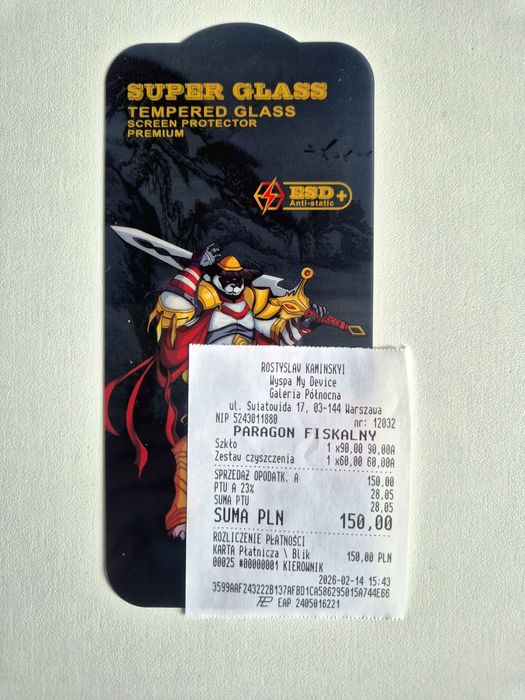 SUPER GLASS
TEMPERED GLASS
SCREEN PROTECTOR
PREMIUM
ESD+
Anti-static
ROSTYSLAV KAMINSKYI
Wyspa My Device
Galeria Północna
ul. Światowida 17, 03-144 Warszawa
NIP 5243011880 nr: 12032
PARAGON FISKALNY
Szkło 1 x90,00 90,00A
Zestaw czyszczenia 1 x60,00 60,00A
SPRZEDAŻ OPODATK. A 150,00
PTU A 23% 28,05
SUMA PTU 28,05
SUMA PLN 150,00
ROZLICZENIE PŁATNOŚCI
KARTA Płatnicza \ Blik 150,00 PLN
00025 #00000001 KIEROWNIK
2026-02-14 15:43
3599AAF243222B137AFBD1CA586295015A744E66
EAP 2405016221